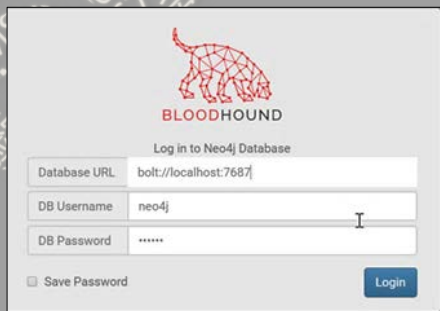 BLOODHOUND
Log in to Neo4j Database
Database URL bolt://localhost:7687
DB Username neo4j
DB Password ••••••
Save Password Login